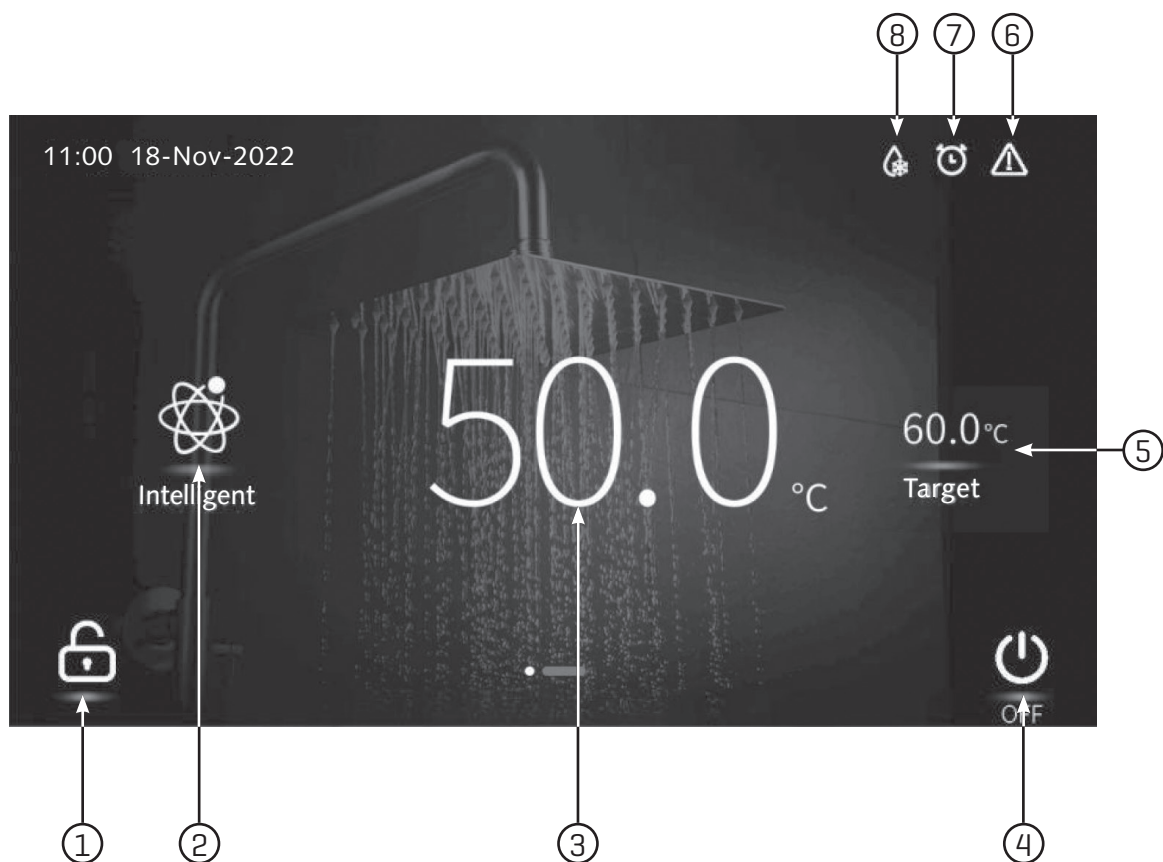 8 7 6
11:00 18-Nov-2022
50.0 °C
60.0°C
5
Intelligent
Target
OFF
1 2 3 4